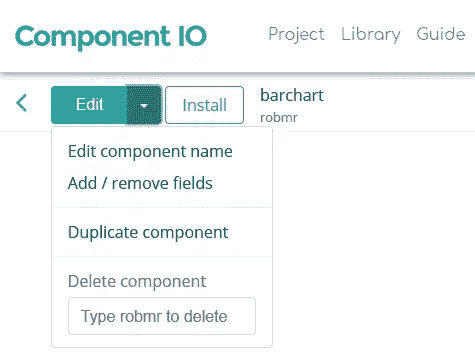 Component IO
Project Library Guide
Edit Install barchart
robmr
Edit component name
Add / remove fields
Duplicate component
Delete component
Type robmr to delete